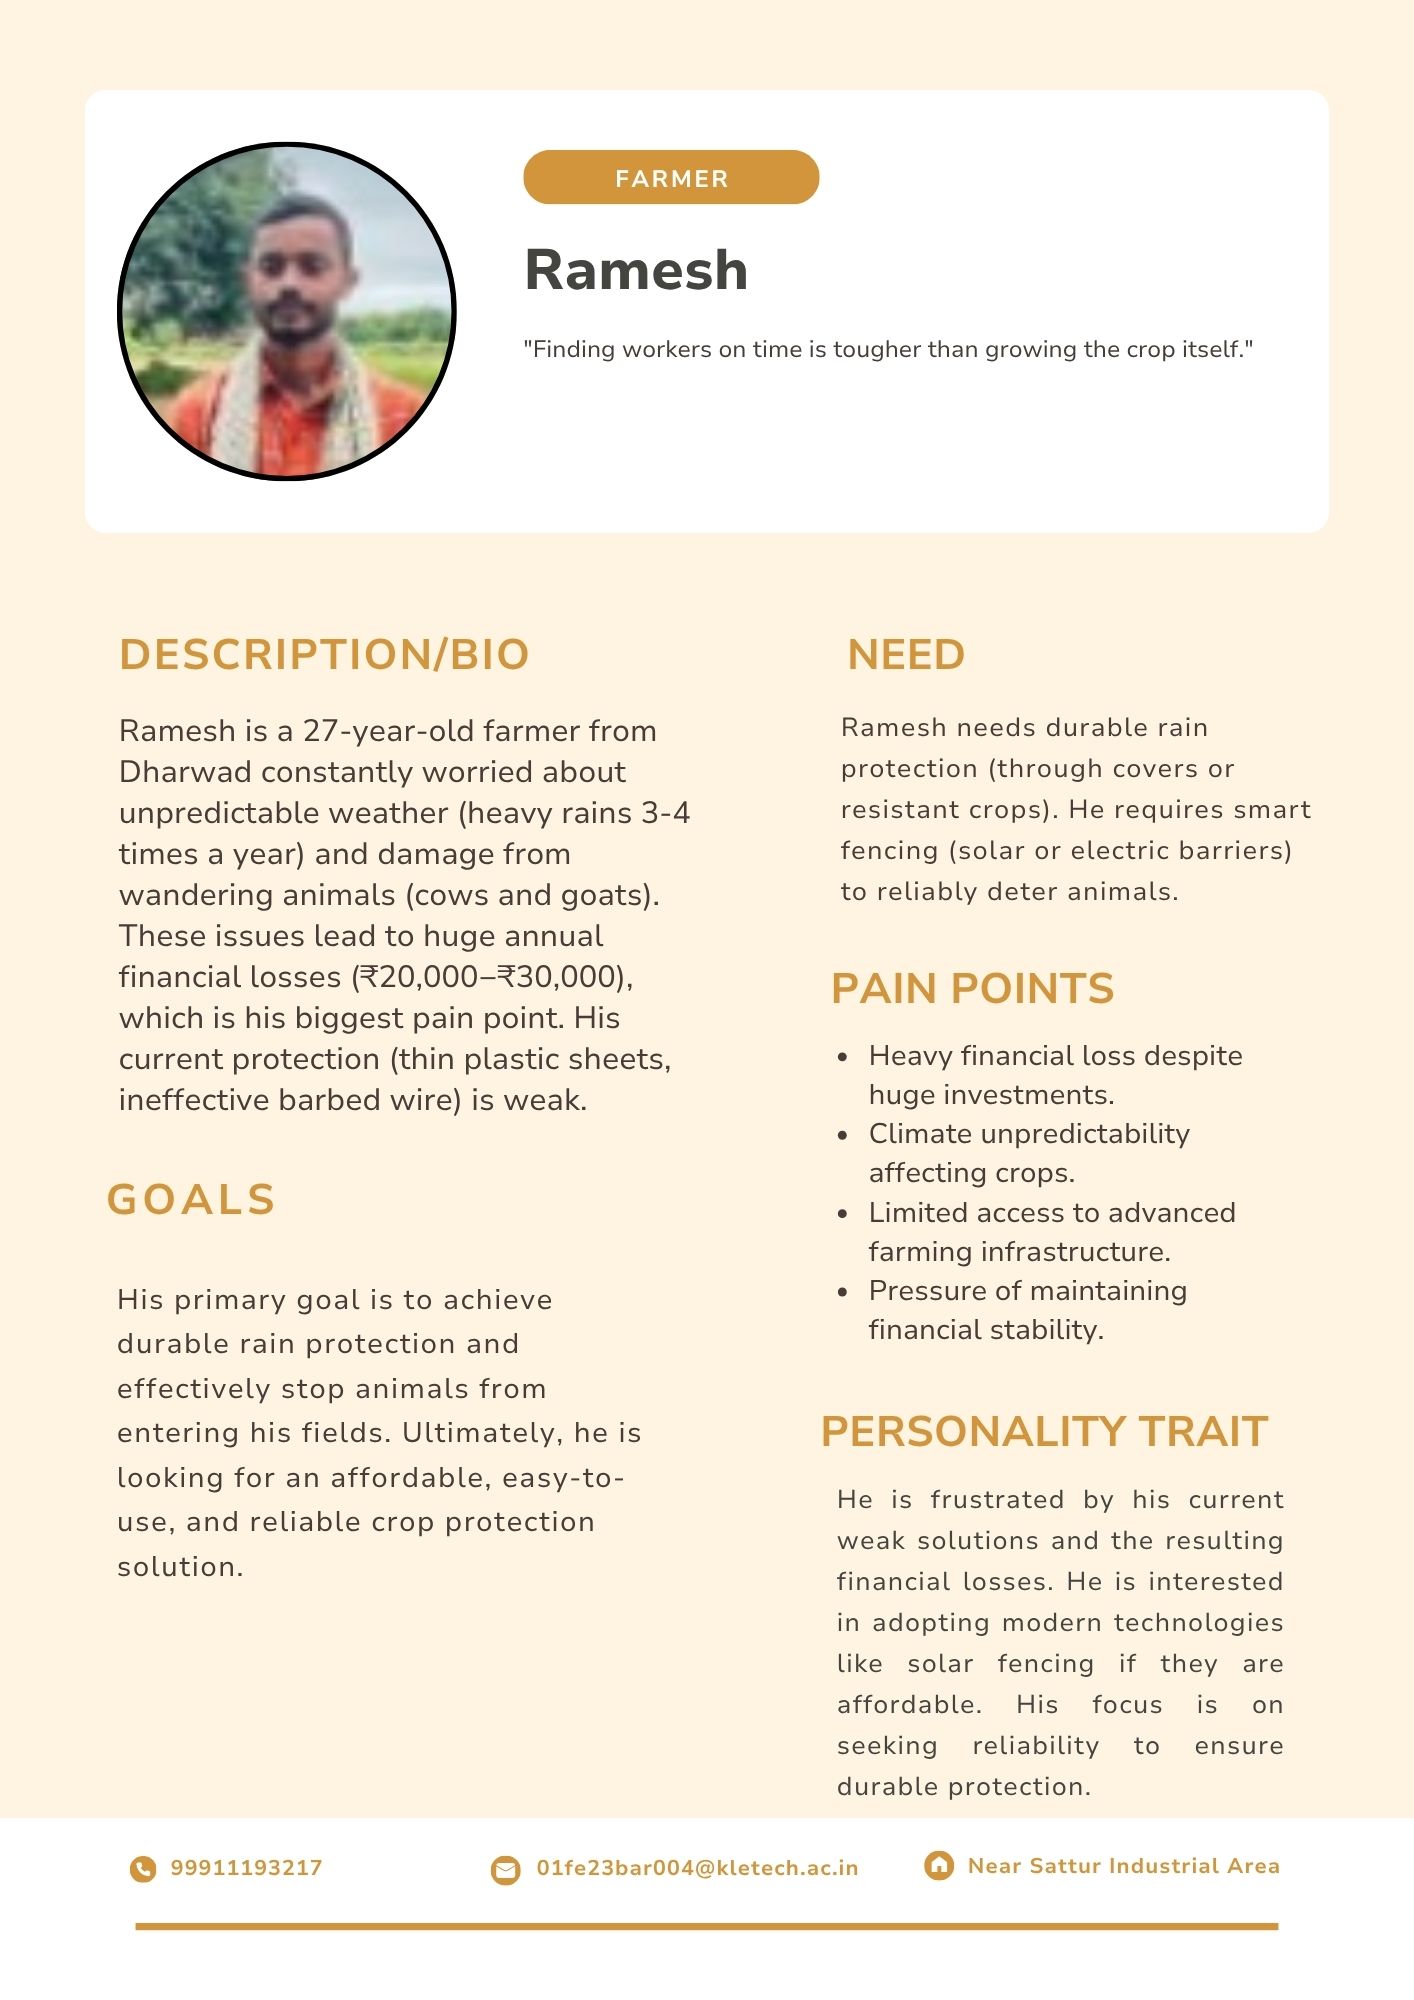 FARMER
Ramesh
"Finding workers on time is tougher than growing the crop itself."
DESCRIPTION/BIO
Ramesh is a 27-year-old farmer from
Dharwad constantly worried about
unpredictable weather (heavy rains 3-4
times a year) and damage from
wandering animals (cows and goats).
These issues lead to huge annual
financial losses (₹20,000–₹30,000),
which is his biggest pain point. His
current protection (thin plastic sheets,
ineffective barbed wire) is weak.
GOALS
His primary goal is to achieve
durable rain protection and
effectively stop animals from
entering his fields. Ultimately, he is
looking for an affordable, easy-to-
use, and reliable crop protection
solution.
NEED
Ramesh needs durable rain
protection (through covers or
resistant crops). He requires smart
fencing (solar or electric barriers)
to reliably deter animals.
PAIN POINTS
• Heavy financial loss despite
huge investments.
• Climate unpredictability
affecting crops.
• Limited access to advanced
farming infrastructure.
• Pressure of maintaining
financial stability.
PERSONALITY TRAIT
He is frustrated by his current
weak solutions and the resulting
financial losses. He is interested
in adopting modern technologies
like solar fencing if they are
affordable. His focus is on
seeking reliability to ensure
durable protection.
99911193217
01fe23bar004@kletech.ac.in
Near Sattur Industrial Area